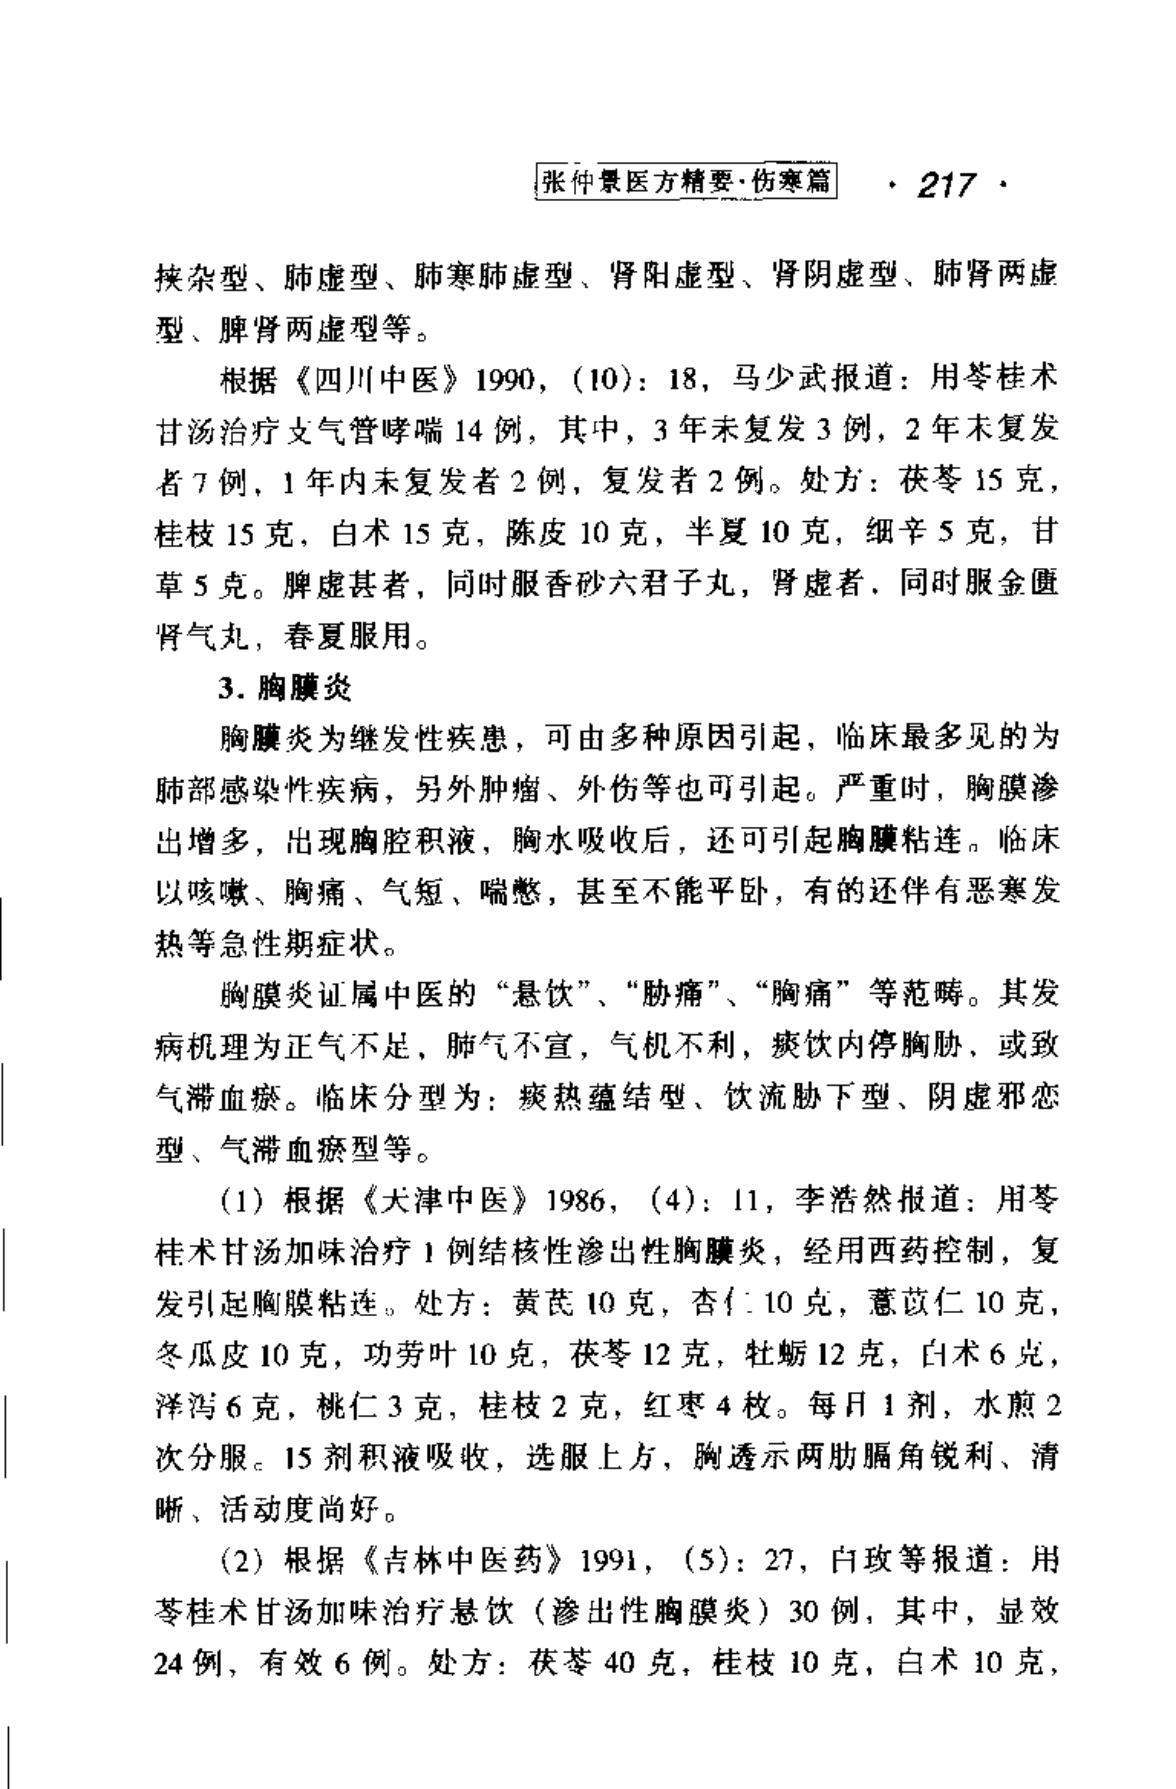 张仲景医方精要·伤寒篇 · 217 ·
挟杂型、肺虚型、肺寒肺虚型、肾阳虚型、肾阴虚型、肺肾两虚
型、脾肾两虚型等。
根据《四川中医》1990，(10)：18，马少武报道：用苓桂术
甘汤治疗支气管哮喘 14 例，其中，3 年未复发 3 例，2 年未复发
者 7 例，1 年内未复发者 2 例，复发者 2 例。处方：茯苓 15 克，
桂枝 15 克，白术 15 克，陈皮 10 克，半夏 10 克，细辛 5 克，甘
草 5 克。脾虚甚者，同时服香砂六君子丸，肾虚者，同时服金匮
肾气丸，春夏服用。
3. 胸膜炎
胸膜炎为继发性疾患，可由多种原因引起，临床最多见的为
肺部感染性疾病，另外肿瘤、外伤等也可引起。严重时，胸膜渗
出增多，出现胸腔积液，胸水吸收后，还可引起胸膜粘连。临床
以咳嗽、胸痛、气短、喘憋，甚至不能平卧，有的还伴有恶寒发
热等急性期症状。
胸膜炎证属中医的“悬饮”、“胁痛”、“胸痛”等范畴。其发
病机理为正气不足，肺气不宣，气机不利，痰饮内停胸胁，或致
气滞血瘀。临床分型为：痰热蕴结型、饮流胁下型、阴虚邪恋
型、气滞血瘀型等。
(1) 根据《天津中医》1986，(4)：11，李浩然报道：用苓
桂术甘汤加味治疗 1 例结核性渗出性胸膜炎，经用西药控制，复
发引起胸膜粘连。处方：黄芪 10 克，杏仁 10 克，薏苡仁 10 克，
冬瓜皮 10 克，功劳叶 10 克，茯苓 12 克，牡蛎 12 克，白术 6 克，
泽泻 6 克，桃仁 3 克，桂枝 2 克，红枣 4 枚。每日 1 剂，水煎 2
次分服。15 剂积液吸收，选服上方，胸透示两肋膈角锐利、清
晰、活动度尚好。
(2) 根据《吉林中医药》1991，(5)：27，白玫等报道：用
苓桂术甘汤加味治疗悬饮（渗出性胸膜炎）30 例，其中，显效
24 例，有效 6 例。处方：茯苓 40 克，桂枝 10 克，白术 10 克，